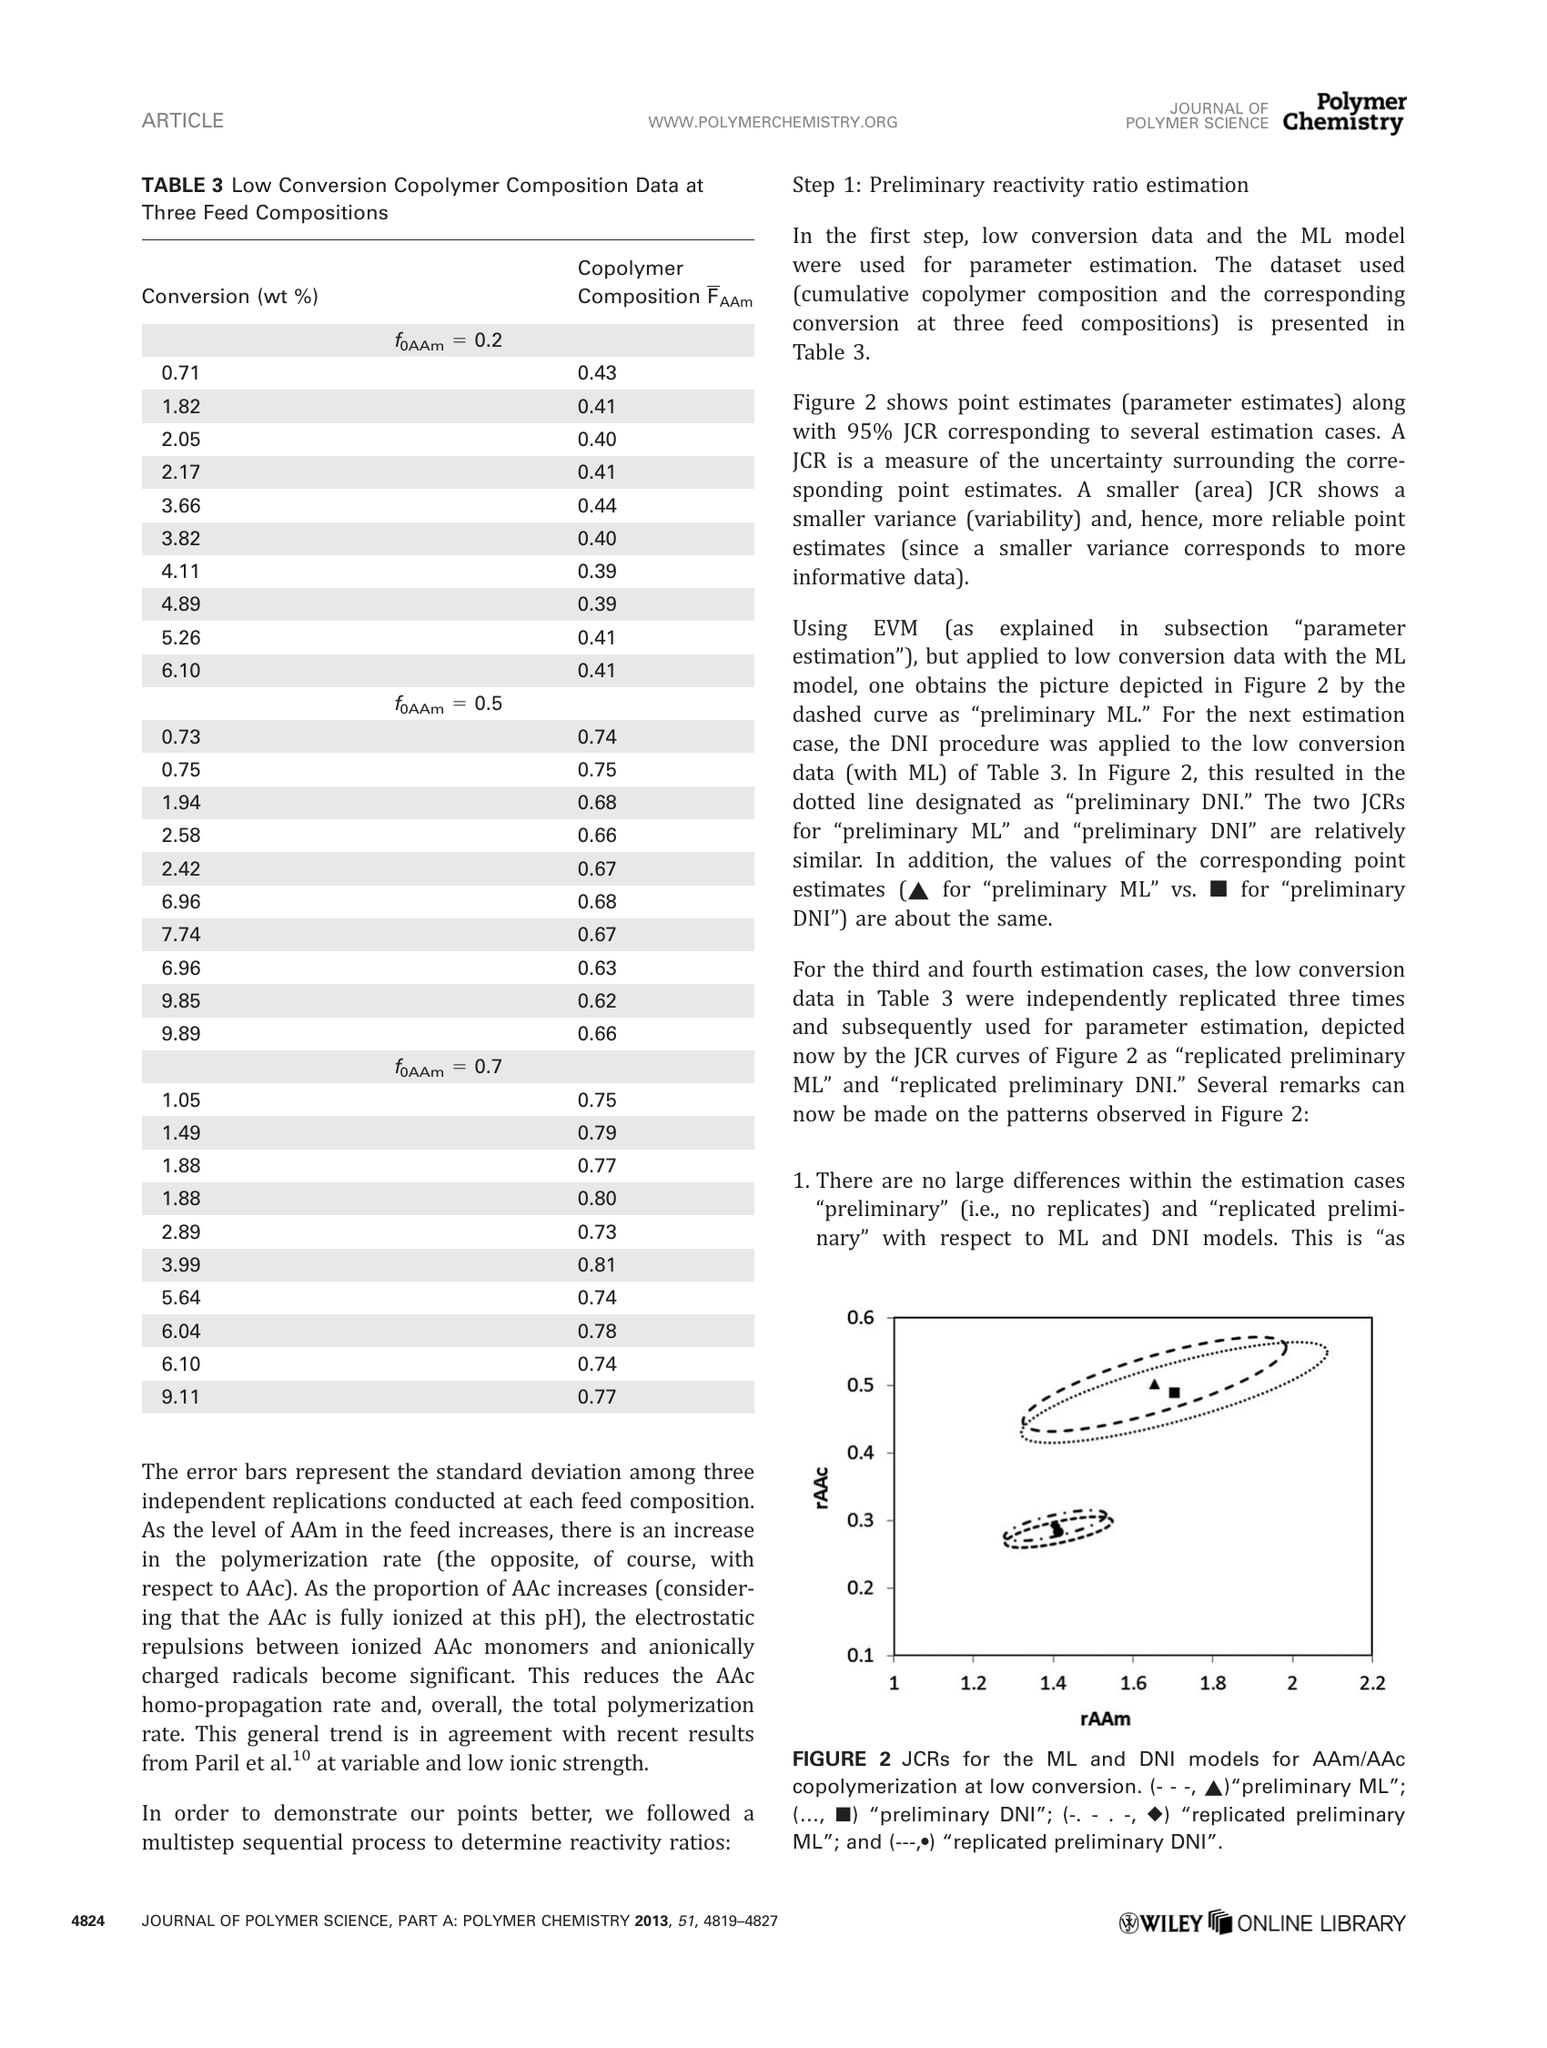 ARTICLE
WWW.POLYMERCHEMISTRY.ORG
JOURNAL OF
POLYMER SCIENCE
Polymer
Chemistry
TABLE 3 Low Conversion Copolymer Composition Data at
Three Feed Compositions
Conversion (wt %)
Copolymer
Composition F̅AAm
f0AAm = 0.2
0.71 0.43
1.82 0.41
2.05 0.40
2.17 0.41
3.66 0.44
3.82 0.40
4.11 0.39
4.89 0.39
5.26 0.41
6.10 0.41
f0AAm = 0.5
0.73 0.74
0.75 0.75
1.94 0.68
2.58 0.66
2.42 0.67
6.96 0.68
7.74 0.67
6.96 0.63
9.85 0.62
9.89 0.66
f0AAm = 0.7
1.05 0.75
1.49 0.79
1.88 0.77
1.88 0.80
2.89 0.73
3.99 0.81
5.64 0.74
6.04 0.78
6.10 0.74
9.11 0.77
The error bars represent the standard deviation among three
independent replications conducted at each feed composition.
As the level of AAm in the feed increases, there is an increase
in the polymerization rate (the opposite, of course, with
respect to AAc). As the proportion of AAc increases (consider-
ing that the AAc is fully ionized at this pH), the electrostatic
repulsions between ionized AAc monomers and anionically
charged radicals become significant. This reduces the AAc
homo-propagation rate and, overall, the total polymerization
rate. This general trend is in agreement with recent results
from Paril et al.10 at variable and low ionic strength.
In order to demonstrate our points better, we followed a
multistep sequential process to determine reactivity ratios:
Step 1: Preliminary reactivity ratio estimation
In the first step, low conversion data and the ML model
were used for parameter estimation. The dataset used
(cumulative copolymer composition and the corresponding
conversion at three feed compositions) is presented in
Table 3.
Figure 2 shows point estimates (parameter estimates) along
with 95% JCR corresponding to several estimation cases. A
JCR is a measure of the uncertainty surrounding the corre-
sponding point estimates. A smaller (area) JCR shows a
smaller variance (variability) and, hence, more reliable point
estimates (since a smaller variance corresponds to more
informative data).
Using EVM (as explained in subsection “parameter
estimation”), but applied to low conversion data with the ML
model, one obtains the picture depicted in Figure 2 by the
dashed curve as “preliminary ML.” For the next estimation
case, the DNI procedure was applied to the low conversion
data (with ML) of Table 3. In Figure 2, this resulted in the
dotted line designated as “preliminary DNI.” The two JCRs
for “preliminary ML” and “preliminary DNI” are relatively
similar. In addition, the values of the corresponding point
estimates (▲ for “preliminary ML” vs. ■ for “preliminary
DNI”) are about the same.
For the third and fourth estimation cases, the low conversion
data in Table 3 were independently replicated three times
and subsequently used for parameter estimation, depicted
now by the JCR curves of Figure 2 as “replicated preliminary
ML” and “replicated preliminary DNI.” Several remarks can
now be made on the patterns observed in Figure 2:
1. There are no large differences within the estimation cases
“preliminary” (i.e., no replicates) and “replicated prelimi-
nary” with respect to ML and DNI models. This is “as
0.6
0.5
0.4
0.3
0.2
0.1
rAAc
1 1.2 1.4 1.6 1.8 2 2.2
rAAm
FIGURE 2 JCRs for the ML and DNI models for AAm/AAc
copolymerization at low conversion. (- - -, ▲)“preliminary ML”;
(..., ■) “preliminary DNI”; (-. - . -, ◆) “replicated preliminary
ML”; and (---,•) “replicated preliminary DNI”.
4824 JOURNAL OF POLYMER SCIENCE, PART A: POLYMER CHEMISTRY 2013, 51, 4819–4827
WILEY ONLINE LIBRARY